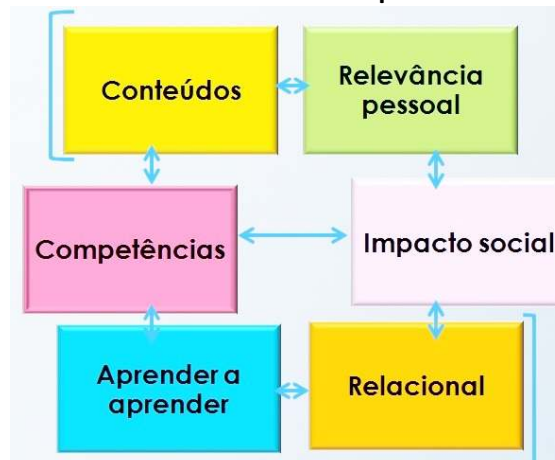 Conteúdos
Relevância
pessoal
Competências
Impacto social
Aprender a
aprender
Relacional